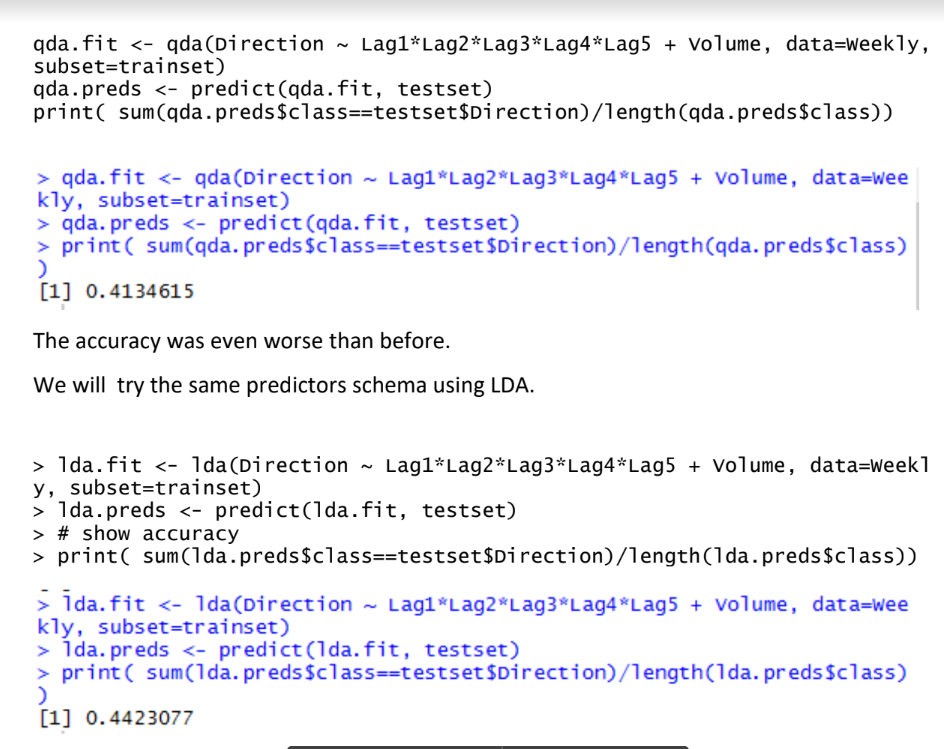 qda.fit <- qda(Direction ~ Lag1*Lag2*Lag3*Lag4*Lag5 + Volume, data=Weekly,
subset=trainset)
qda.preds <- predict(qda.fit, testset)
print( sum(qda.preds$class==testset$Direction)/length(qda.preds$class))
> qda.fit <- qda(Direction ~ Lag1*Lag2*Lag3*Lag4*Lag5 + Volume, data=Wee
kly, subset=trainset)
> qda.preds <- predict(qda.fit, testset)
> print( sum(qda.preds$class==testset$Direction)/length(qda.preds$class)
)
[1] 0.4134615
The accuracy was even worse than before.
We will  try the same predictors schema using LDA.
> lda.fit <- lda(Direction ~ Lag1*Lag2*Lag3*Lag4*Lag5 + Volume, data=Weekl
y, subset=trainset)
> lda.preds <- predict(lda.fit, testset)
> # show accuracy
> print( sum(lda.preds$class==testset$Direction)/length(lda.preds$class))
> lda.fit <- lda(Direction ~ Lag1*Lag2*Lag3*Lag4*Lag5 + Volume, data=Wee
kly, subset=trainset)
> lda.preds <- predict(lda.fit, testset)
> print( sum(lda.preds$class==testset$Direction)/length(lda.preds$class)
)
[1] 0.4423077